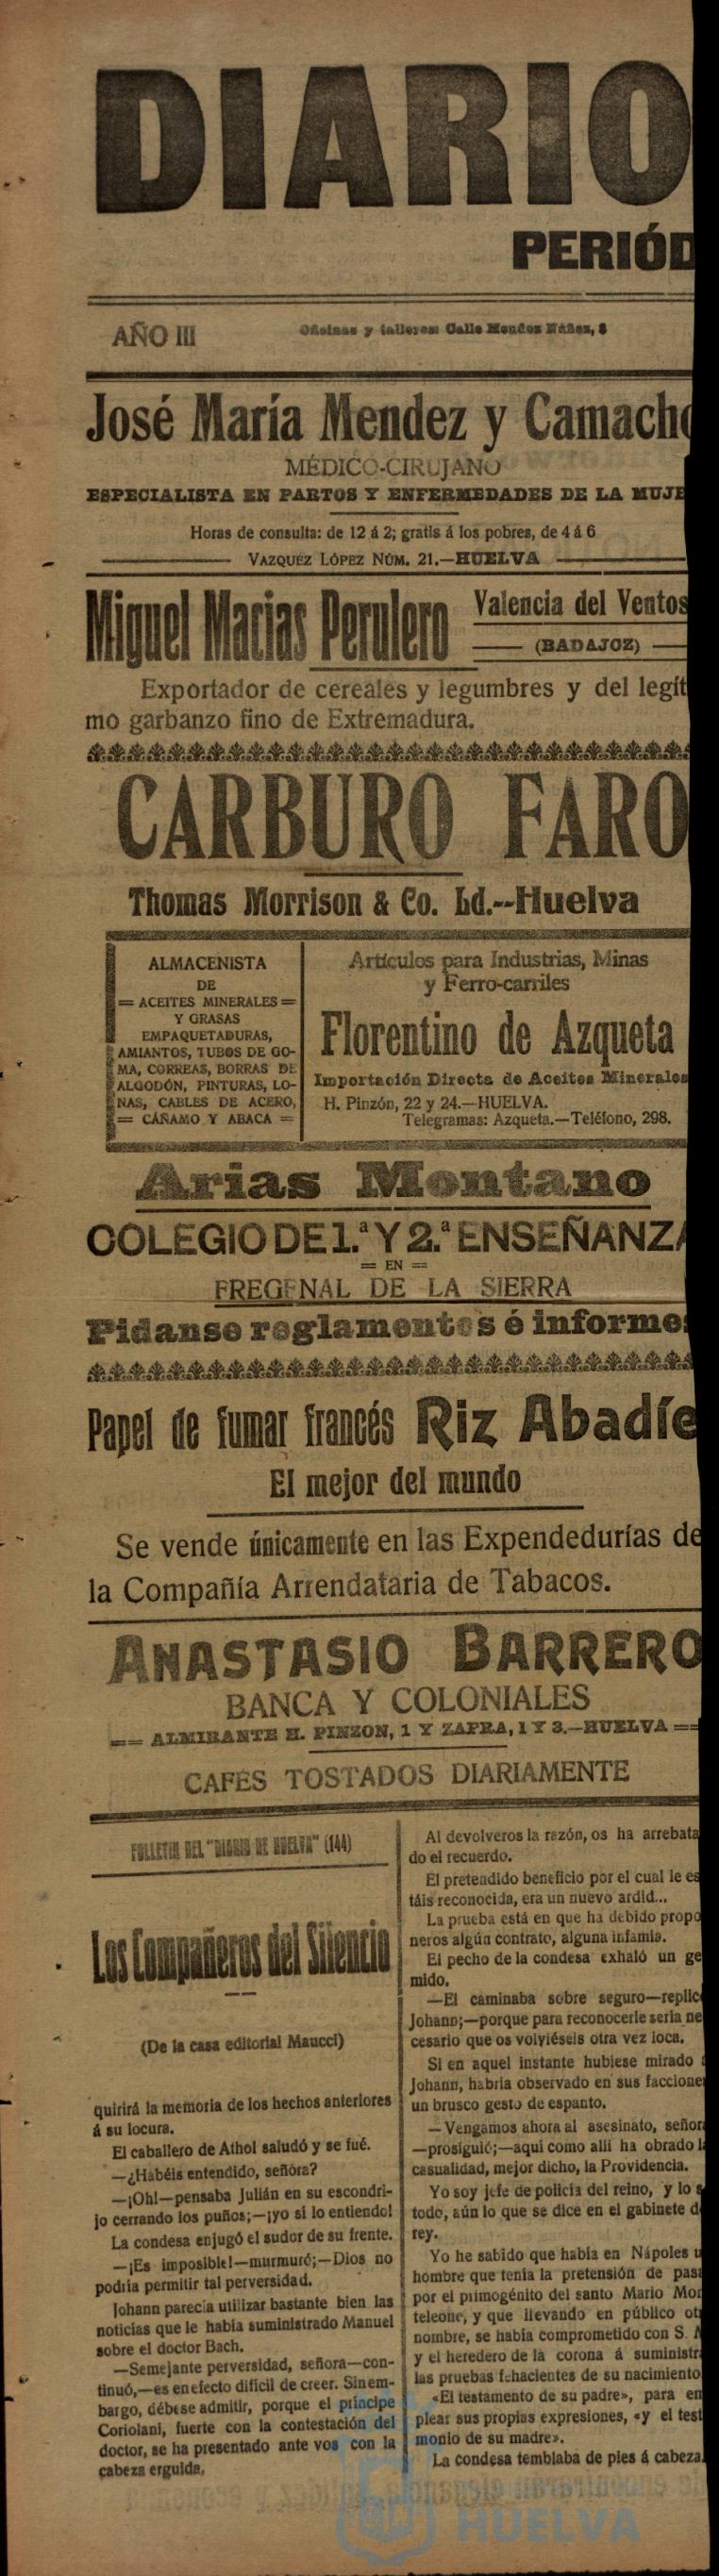 DIARIO
PERIÓD
AÑO III
Oficinas y talleres: Calle Mendez Núñez, 8
José María Mendez y Camacho
MÉDICO-CIRUJANO
ESPECIALISTA EN PARTOS Y ENFERMEDADES DE LA MUJE
Horas de consulta: de 12 á 2; gratis á los pobres, de 4 á 6
VAZQUEZ LÓPEZ NÚM. 21.—HUELVA
Miguel Macias Perulero
Valencia del Ventos
(BADAJOZ)
Exportador de cereales y legumbres y del legít
mo garbanzo fino de Extremadura.
CARBURO FARO
Thomas Morrison & Co. Ld.--Huelva
ALMACENISTA
DE
= ACEITES MINERALES =
Y GRASAS
EMPAQUETADURAS,
AMIANTOS, TUBOS DE GO-
MA, CORREAS, BORRAS DE
ALGODÓN, PINTURAS, LO-
NAS, CABLES DE ACERO,
= CÁÑAMO Y ABACA =
Artículos para Industrias, Minas
y Ferro-carriles
Florentino de Azqueta
Importación Directa de Aceites Minerales
H. Pinzón, 22 y 24.—HUELVA.
Telegramas: Azqueta.—Teléfono, 298.
Arias Montano
COLEGIO DE 1.ª Y 2.ª ENSEÑANZA
= EN =
FREGENAL DE LA SIERRA
Pidanse reglamentos é informes
Papel de fumar francés Riz Abadíe
El mejor del mundo
Se vende únicamente en las Expendedurías de
la Compañía Arrendataria de Tabacos.
ANASTASIO BARRERO
BANCA Y COLONIALES
== ALMIRANTE H. PINZON, 1 Y ZAFRA, 1 Y 3.—HUELVA ==
CAFÉS TOSTADOS DIARIAMENTE
FOLLETIN DEL "DIARIO DE HUELVA" (144)
Los Compañeros del Silencio
(De la casa editorial Maucci)
quirirá la memoria de los hechos anteriores
á su locura.
El caballero de Athol saludó y se fué.
—¿Habéis entendido, señora?
—¡Oh!—pensaba Julián en su escondri-
jo cerrando los puños;—¡yo sí lo entiendo!
La condesa enjugó el sudor de su frente.
—¡Es imposible!—murmuró;—Dios no
podría permitir tal perversidad.
Johann parecía utilizar bastante bien las
noticias que le había suministrado Manuel
sobre el doctor Bach.
—Semejante perversidad, señora—con-
tinuó,—es en efecto difícil de creer. Sin em-
bargo, débese admitir, porque el príncipe
Coriolani, fuerte con la contestación del
doctor, se ha presentado ante vos con la
cabeza erguida.
Al devolveros la razón, os ha arrebata
do el recuerdo.
El pretendido beneficio por el cual le es
táis reconocida, era un nuevo ardid...
La prueba está en que ha debido propo
neros algún contrato, alguna infamia.
El pecho de la condesa exhaló un ge
mido.
—El caminaba sobre seguro—replic
Johann;—porque para reconocerle sería ne
cesario que os volviéseis otra vez loca.
Si en aquel instante hubiese mirado á
Johann, habría observado en sus facciones
un brusco gesto de espanto.
—Vengamos ahora al asesinato, señora
—prosiguió;—aquí como allí ha obrado la
casualidad, mejor dicho, la Providencia.
Yo soy jefe de policía del reino, y lo s
todo, aún lo que se dice en el gabinete d
rey.
Yo he sabido que había en Nápoles u
hombre que tenía la pretensión de pasa
por el primogénito del santo Mario Mon
teleone, y que llevando en público otr
nombre, se había comprometido con S. M
y el heredero de la corona á suministra
las pruebas fehacientes de su nacimiento
«El testamento de su padre», para em
plear sus propias expresiones, «y el testi
monio de su madre».
La condesa temblaba de pies á cabeza.
HUELVA